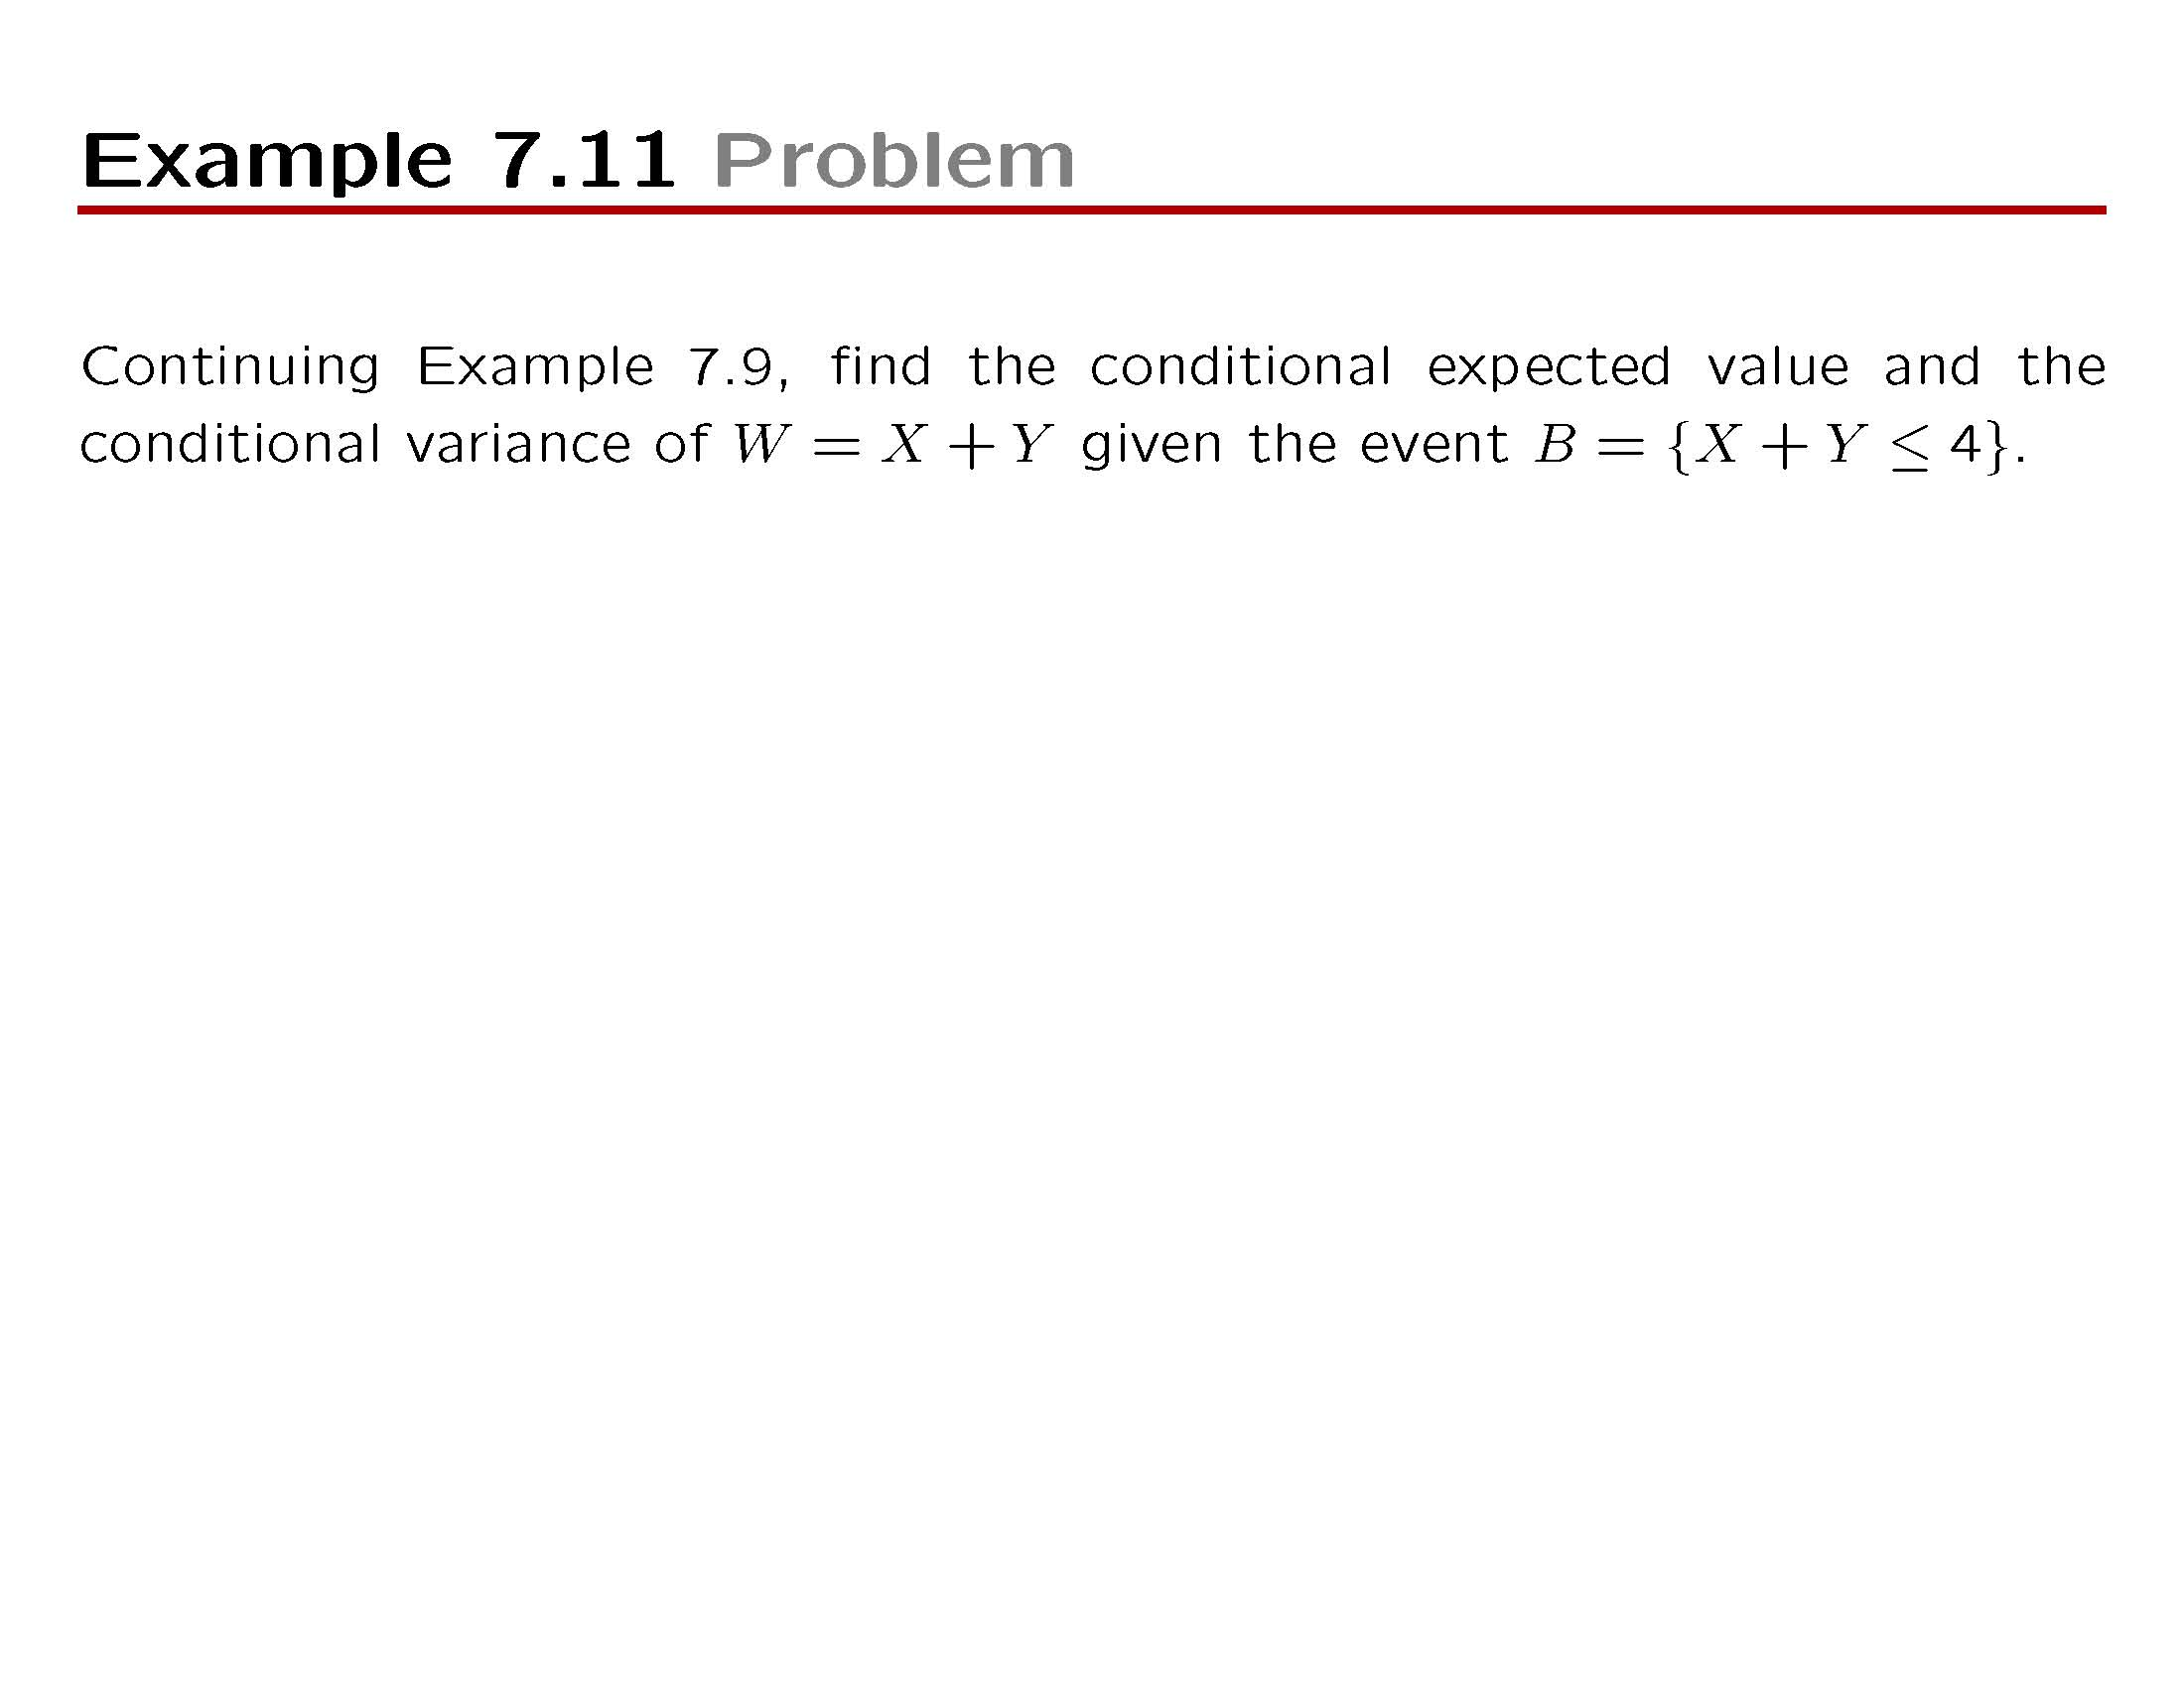 Example 7.11 Problem
Continuing Example 7.9, find the conditional expected value and the
conditional variance of W = X + Y given the event B = {X + Y ≤ 4}.